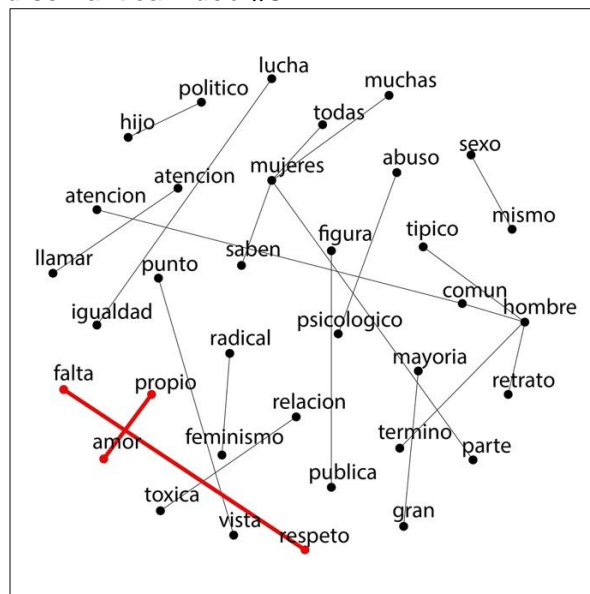 lucha
muchas
politico
todas
hijo
sexo
mujeres
abuso
atencion
atencion
mismo
figura
tipico
saben
llamar
punto
comun
hombre
igualdad
psicologico
radical
mayoria
falta
propio
retrato
relacion
amor
feminismo
termino
parte
publica
toxica
gran
vista
respeto